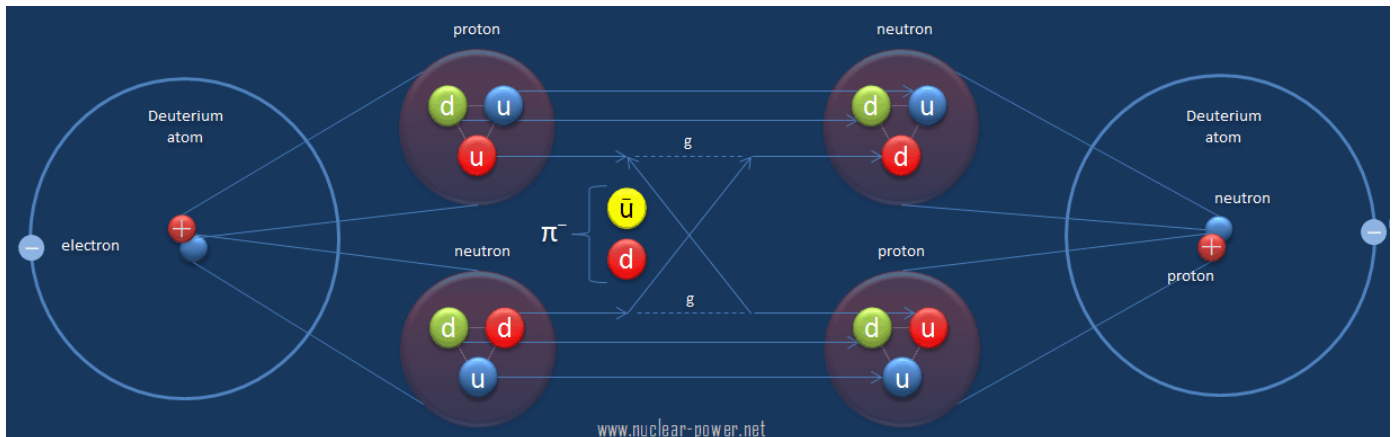 proton
neutron
d u
d u
Deuterium
atom
Deuterium
atom
g
u
d
ū
neutron
+
electron
−
π⁻
−
+
neutron
proton
d
proton
g
d d
d u
u
u
www.nuclear-power.net